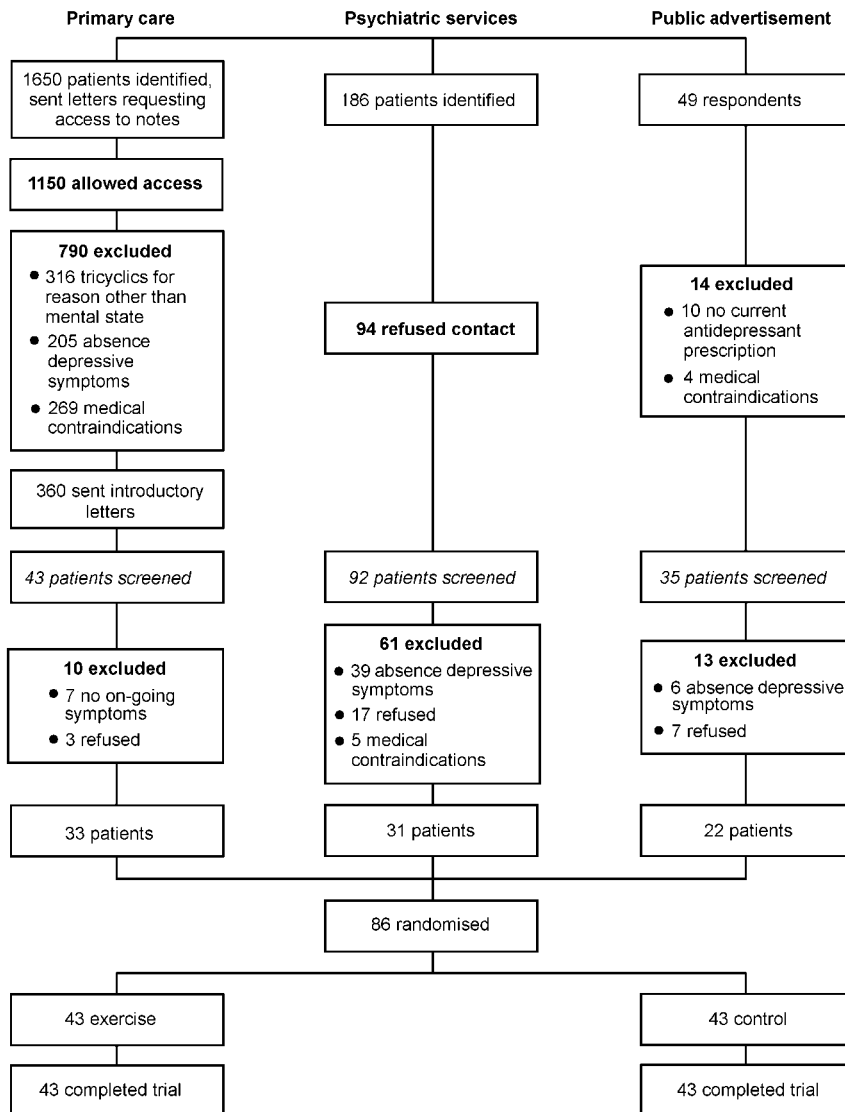 Primary care
Psychiatric services
Public advertisement
1650 patients identified,
sent letters requesting
access to notes
186 patients identified
49 respondents
1150 allowed access
790 excluded
● 316 tricyclics for
reason other than
mental state
● 205 absence
depressive
symptoms
● 269 medical
contraindications
94 refused contact
14 excluded
● 10 no current
antidepressant
prescription
● 4 medical
contraindications
360 sent introductory
letters
43 patients screened
92 patients screened
35 patients screened
10 excluded
● 7 no on-going
symptoms
● 3 refused
61 excluded
● 39 absence depressive
symptoms
● 17 refused
● 5 medical
contraindications
13 excluded
● 6 absence depressive
symptoms
● 7 refused
33 patients
31 patients
22 patients
86 randomised
43 exercise
43 control
43 completed trial
43 completed trial